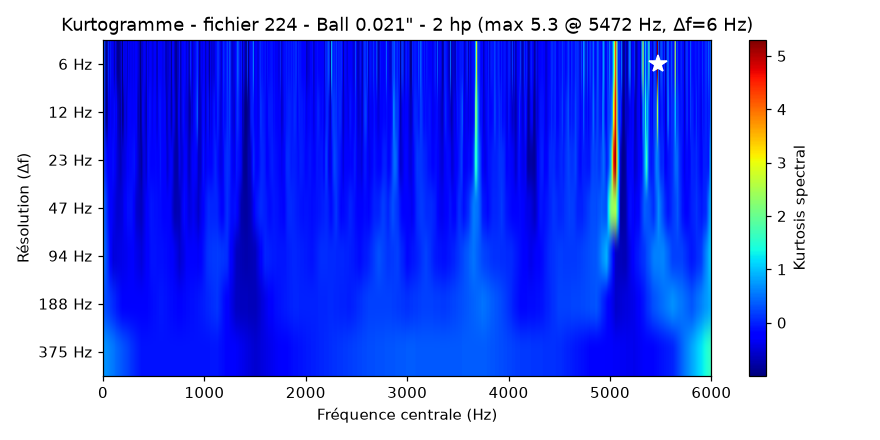 Kurtogramme - fichier 224 - Ball 0.021" - 2 hp (max 5.3 @ 5472 Hz, Δf=6 Hz)
6 Hz
12 Hz
23 Hz
47 Hz
94 Hz
188 Hz
375 Hz
Résolution (Δf)
0
1000
2000
3000
4000
5000
6000
Fréquence centrale (Hz)
5
4
3
2
1
0
Kurtosis spectral